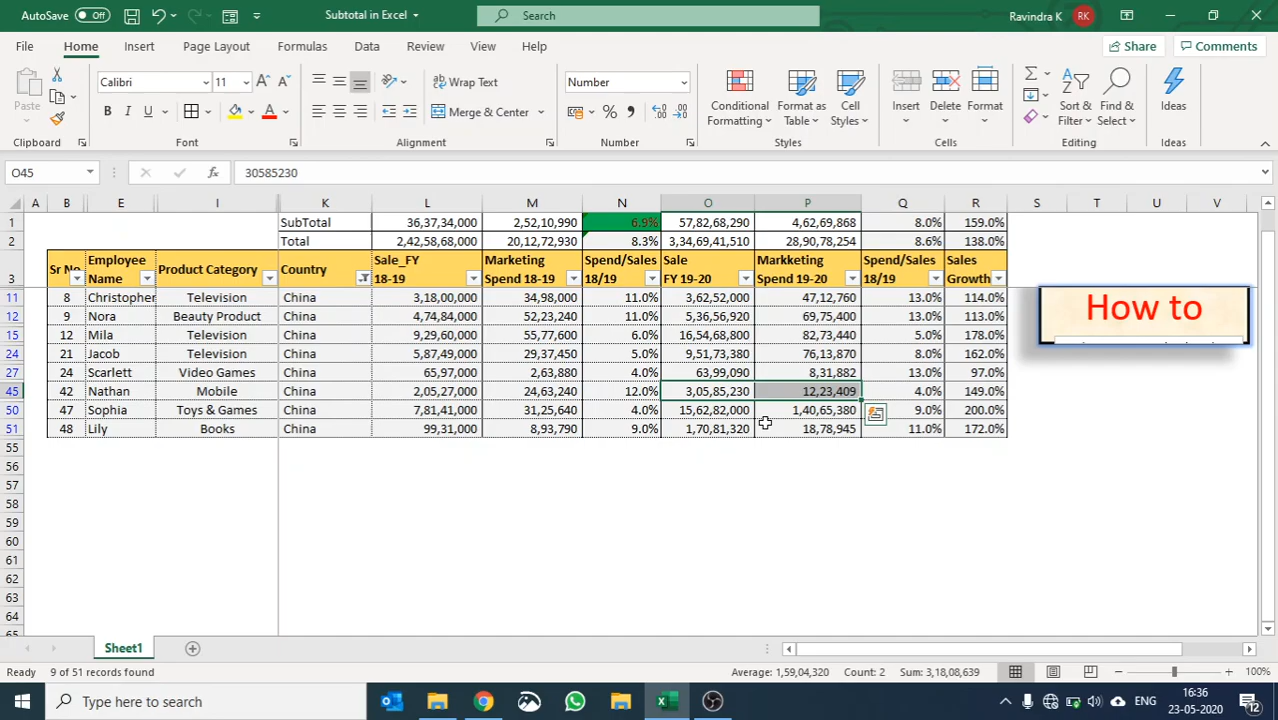 AutoSave Off Subtotal in Excel Search Ravindra K RK
File Home Insert Page Layout Formulas Data Review View Help Share Comments
Calibri 11 Wrap Text Number
Paste Merge & Center Conditional Formatting Format as Table Cell Styles Insert Delete Format Sort & Filter Find & Select Ideas
Clipboard Font Alignment Number Styles Cells Editing Ideas
O45 30585230
A B E I K L M N O P Q R S T U V
1 SubTotal 36,37,34,000 2,52,10,990 6.9% 57,82,68,290 4,62,69,868 8.0% 159.0%
2 Total 2,42,58,68,000 20,12,72,930 8.3% 3,34,69,41,510 28,90,78,254 8.6% 138.0%
3 Sr No Employee Name Product Category Country Sale_FY 18-19 Marketing Spend 18-19 Spend/Sales 18/19 Sale FY 19-20 Markketing Spend 19-20 Spend/Sales 18/19 Sales Growth
11 8 Christopher Television China 3,18,00,000 34,98,000 11.0% 3,62,52,000 47,12,760 13.0% 114.0%
12 9 Nora Beauty Product China 4,74,84,000 52,23,240 11.0% 5,36,56,920 69,75,400 13.0% 113.0%
15 12 Mila Television China 9,29,60,000 55,77,600 6.0% 16,54,68,800 82,73,440 5.0% 178.0%
24 21 Jacob Television China 5,87,49,000 29,37,450 5.0% 9,51,73,380 76,13,870 8.0% 162.0%
27 24 Scarlett Video Games China 65,97,000 2,63,880 4.0% 63,99,090 8,31,882 13.0% 97.0%
45 42 Nathan Mobile China 2,05,27,000 24,63,240 12.0% 3,05,85,230 12,23,409 4.0% 149.0%
50 47 Sophia Toys & Games China 7,81,41,000 31,25,640 4.0% 15,62,82,000 1,40,65,380 9.0% 200.0%
51 48 Lily Books China 99,31,000 8,93,790 9.0% 1,70,81,320 18,78,945 11.0% 172.0%
How to
55
56
57
58
59
60
61
62
63
64
65
Sheet1
Ready 9 of 51 records found Average: 1,59,04,320 Count: 2 Sum: 3,18,08,639 100%
Type here to search ENG 16:36
23-05-2020 12